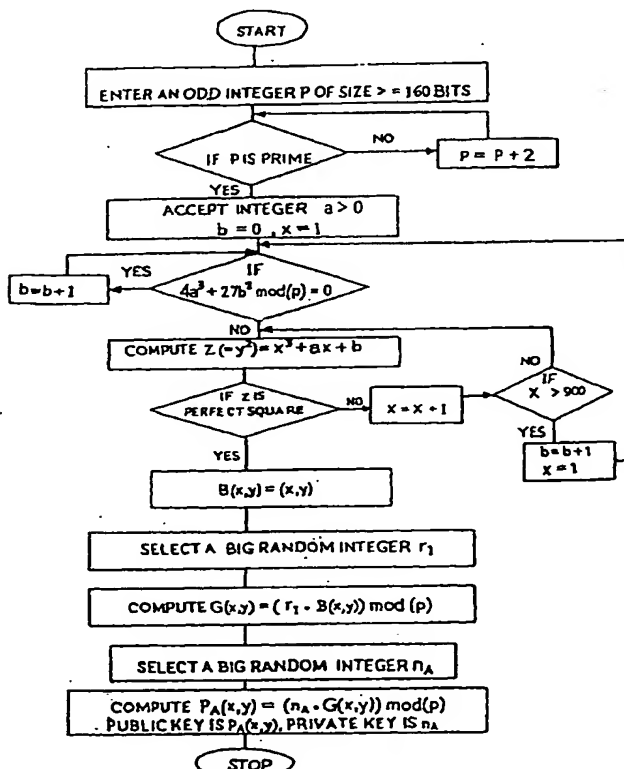 START
ENTER AN ODD INTEGER P OF SIZE > = 160 BITS
IF P IS PRIME
NO
P = P + 2
YES
ACCEPT INTEGER a > 0
b = 0 , x = 1
IF
4a³ + 27b² mod(p) = 0
YES
b = b + 1
NO
COMPUTE Z (=y²) = x³ + ax + b
IF Z IS
PERFECT SQUARE
NO
X = X + 1
NO
IF
X > 900
YES
b = b + 1
x = 1
YES
B(x,y) = (x,y)
SELECT A BIG RANDOM INTEGER r₁
COMPUTE G(x,y) = ( r₁ . B(x,y)) mod (p)
SELECT A BIG RANDOM INTEGER n_A
COMPUTE P_A(x,y) = (n_A . G(x,y)) mod(p)
PUBLIC KEY IS P_A(x,y), PRIVATE KEY IS n_A
STOP